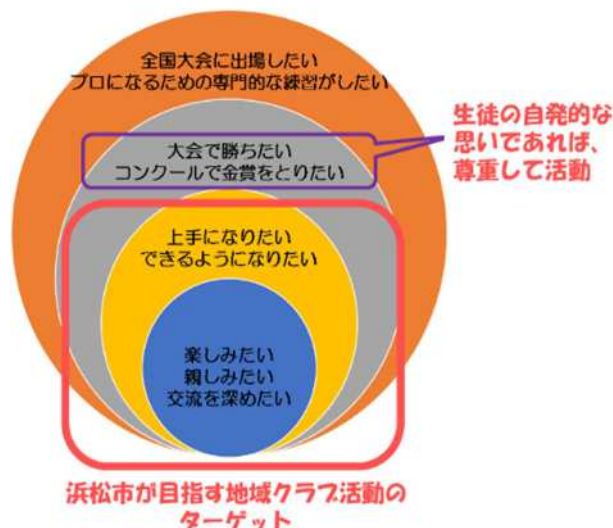 全国大会に出場したい
プロになるための専門的な練習がしたい
大会で勝ちたい
コンクールで金賞をとりたい
生徒の自発的な
思いであれば、
尊重して活動
上手になりたい
できるようになりたい
楽しみたい
親しみたい
交流を深めたい
浜松市が目指す地域クラブ活動の
ターゲット